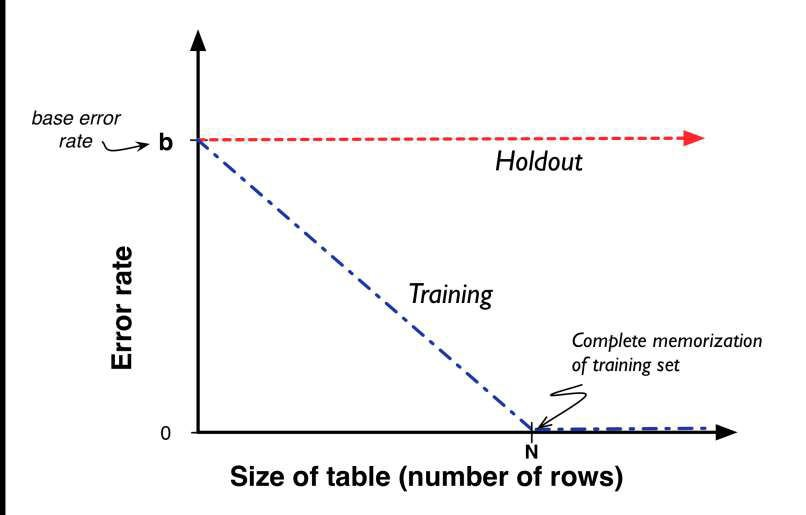 base error
rate
b
Holdout
Error rate
Training
Complete memorization
of training set
0
N
Size of table (number of rows)